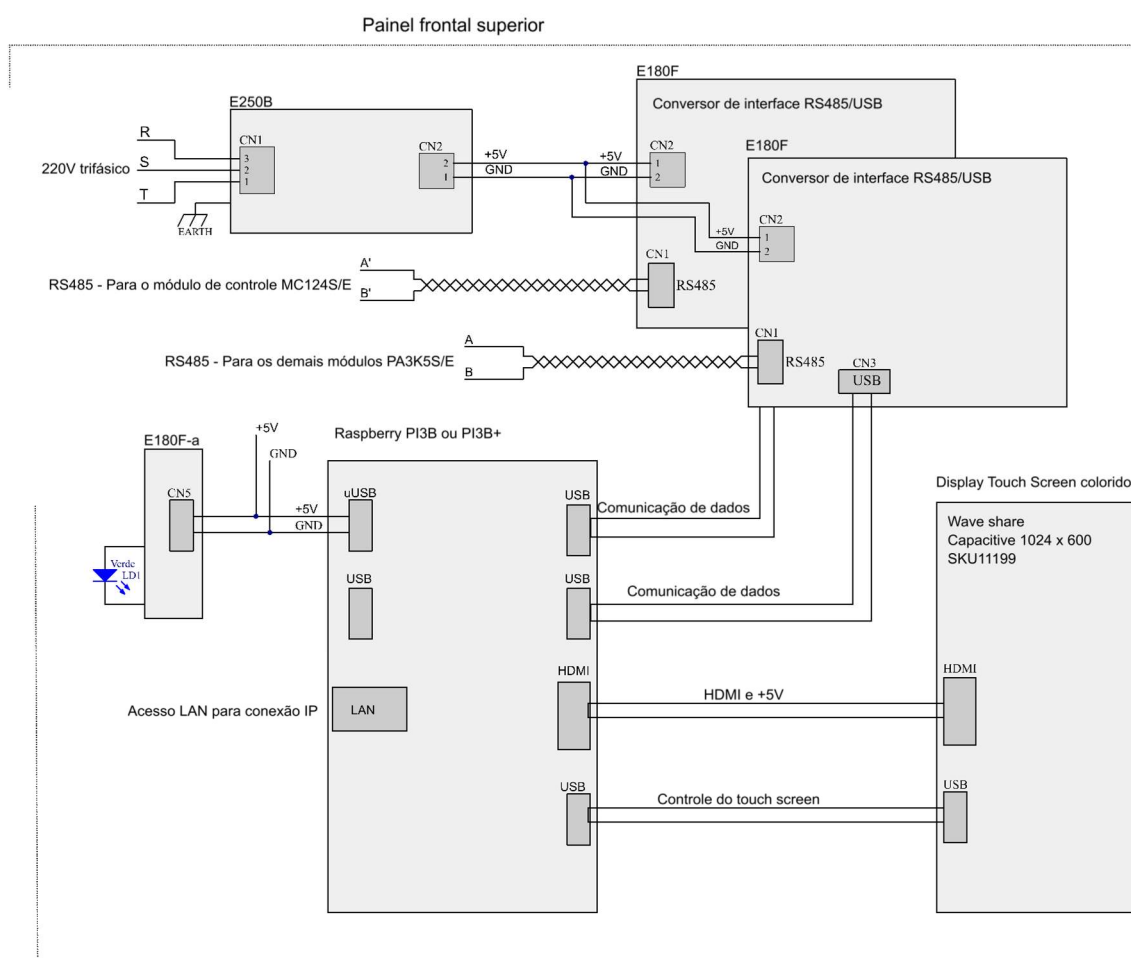 Painel frontal superior
E180F
Conversor de interface RS485/USB
E250B
R
CN1
3
220V trifásico
S
2
T
1
EARTH
CN2
2
+5V
1
GND
+5V
GND
CN2
1
2
E180F
Conversor de interface RS485/USB
CN2
+5V
1
GND
2
RS485 - Para o módulo de controle MC124S/E
A'
B'
CN1
RS485
RS485 - Para os demais módulos PA3K5S/E
A
B
CN1
RS485
CN3
USB
E180F-a
+5V
GND
Raspberry PI3B ou PI3B+
CN5
+5V
GND
uUSB
USB
Comunicação de dados
Verde
LD1
USB
USB
Comunicação de dados
Acesso LAN para conexão IP
LAN
HDMI
HDMI e +5V
HDMI
USB
Controle do touch screen
USB
Display Touch Screen colorido
Wave share
Capacitive 1024 x 600
SKU11199